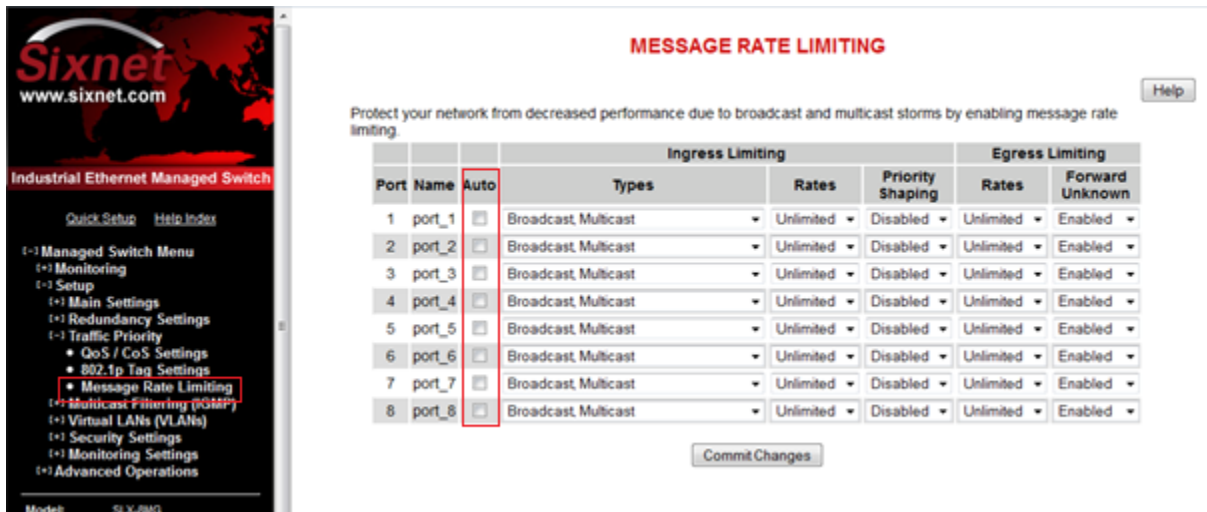 Sixnet
www.sixnet.com
Industrial Ethernet Managed Switch
Quick Setup Help Index
[-] Managed Switch Menu
[+] Monitoring
[-] Setup
[+] Main Settings
[+] Redundancy Settings
[-] Traffic Priority
• QoS / CoS Settings
• 802.1p Tag Settings
• Message Rate Limiting
[+] Multicast Filtering (IGMP)
[+] Virtual LANs (VLANs)
[+] Security Settings
[+] Monitoring Settings
[+] Advanced Operations
Model: SLX-8MG
MESSAGE RATE LIMITING
Help
Protect your network from decreased performance due to broadcast and multicast storms by enabling message rate
limiting.
Ingress Limiting Egress Limiting
Port Name Auto Types Rates Priority Shaping Rates Forward Unknown
1 port_1 Broadcast, Multicast Unlimited Disabled Unlimited Enabled
2 port_2 Broadcast, Multicast Unlimited Disabled Unlimited Enabled
3 port_3 Broadcast, Multicast Unlimited Disabled Unlimited Enabled
4 port_4 Broadcast, Multicast Unlimited Disabled Unlimited Enabled
5 port_5 Broadcast, Multicast Unlimited Disabled Unlimited Enabled
6 port_6 Broadcast, Multicast Unlimited Disabled Unlimited Enabled
7 port_7 Broadcast, Multicast Unlimited Disabled Unlimited Enabled
8 port_8 Broadcast, Multicast Unlimited Disabled Unlimited Enabled
Commit Changes